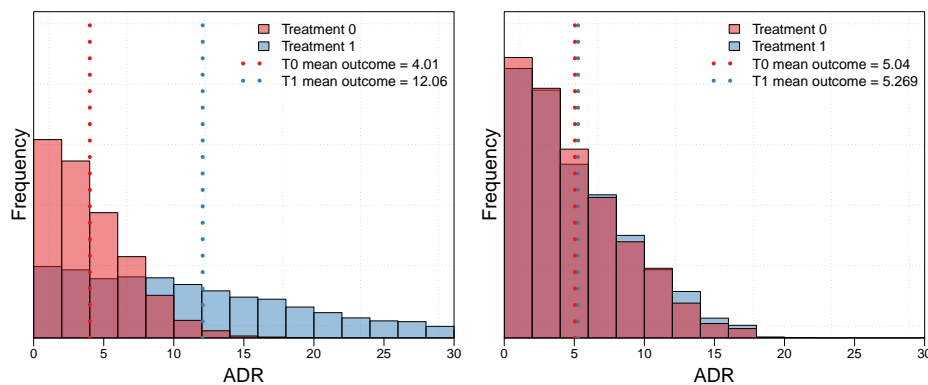 Treatment 0
Treatment 1
T0 mean outcome = 4.01
T1 mean outcome = 12.06
Frequency
0 5 10 15 20 25 30
ADR
Treatment 0
Treatment 1
T0 mean outcome = 5.04
T1 mean outcome = 5.269
Frequency
0 5 10 15 20 25 30
ADR